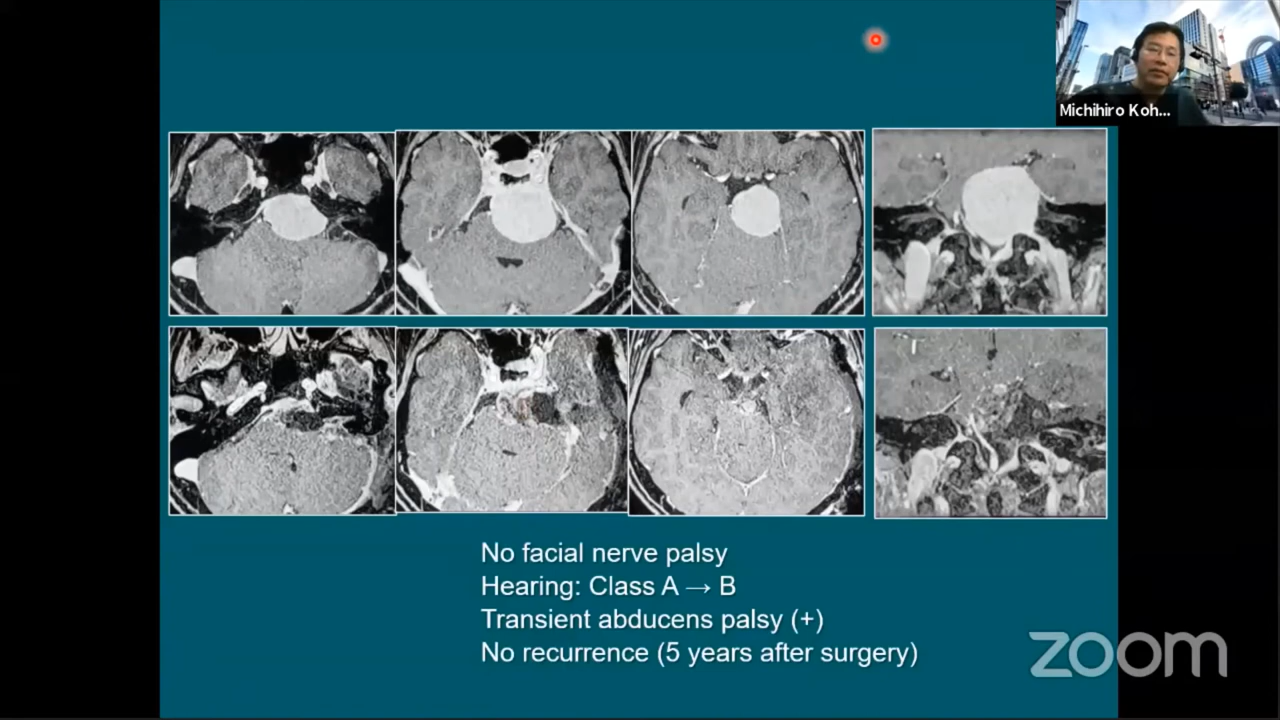 Michihiro Koh...
No facial nerve palsy
Hearing: Class A → B
Transient abducens palsy (+)
No recurrence (5 years after surgery)
zoom